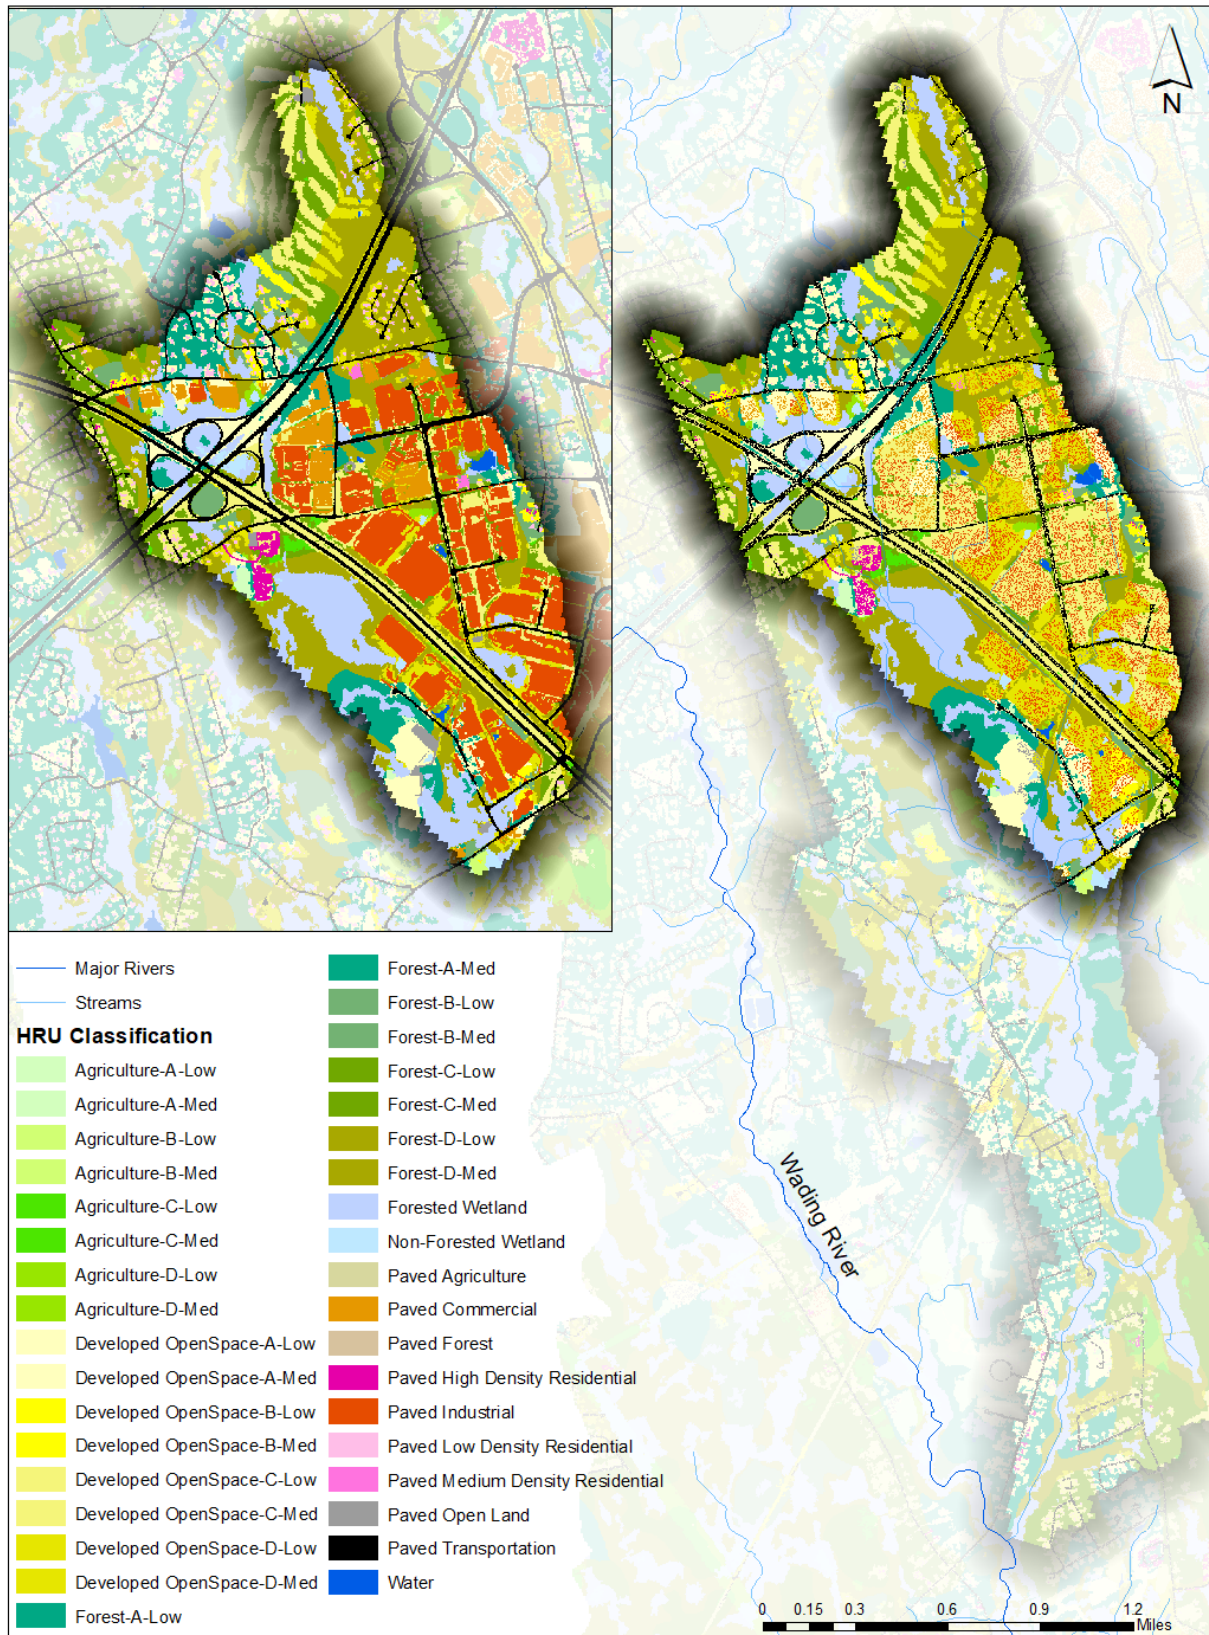 N
Major Rivers
Streams
HRU Classification
Agriculture-A-Low
Agriculture-A-Med
Agriculture-B-Low
Agriculture-B-Med
Agriculture-C-Low
Agriculture-C-Med
Agriculture-D-Low
Agriculture-D-Med
Developed OpenSpace-A-Low
Developed OpenSpace-A-Med
Developed OpenSpace-B-Low
Developed OpenSpace-B-Med
Developed OpenSpace-C-Low
Developed OpenSpace-C-Med
Developed OpenSpace-D-Low
Developed OpenSpace-D-Med
Forest-A-Low
Forest-A-Med
Forest-B-Low
Forest-B-Med
Forest-C-Low
Forest-C-Med
Forest-D-Low
Forest-D-Med
Forested Wetland
Non-Forested Wetland
Paved Agriculture
Paved Commercial
Paved Forest
Paved High Density Residential
Paved Industrial
Paved Low Density Residential
Paved Medium Density Residential
Paved Open Land
Paved Transportation
Water
Wading River
0 0.15 0.3 0.6 0.9 1.2
Miles